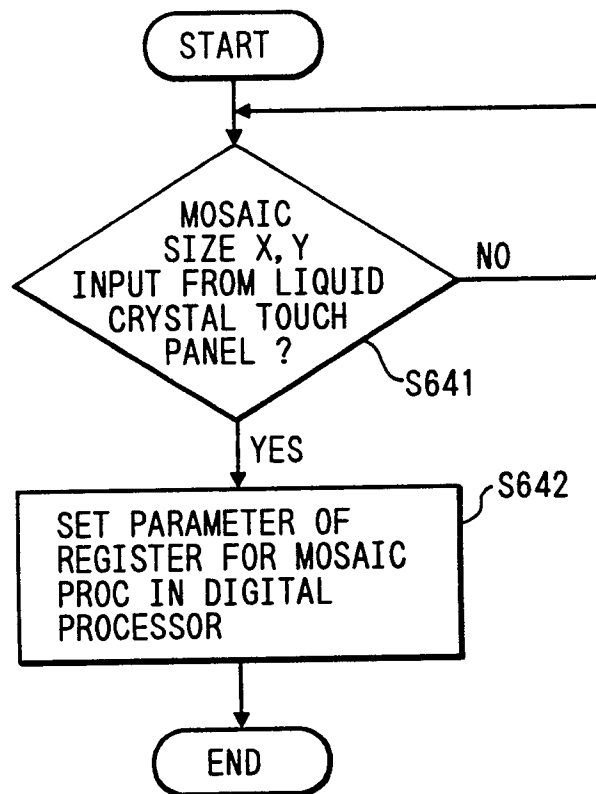 START
MOSAIC
SIZE X, Y
INPUT FROM LIQUID
CRYSTAL TOUCH
PANEL ?
NO
S641
YES
S642
SET PARAMETER OF
REGISTER FOR MOSAIC
PROC IN DIGITAL
PROCESSOR
END